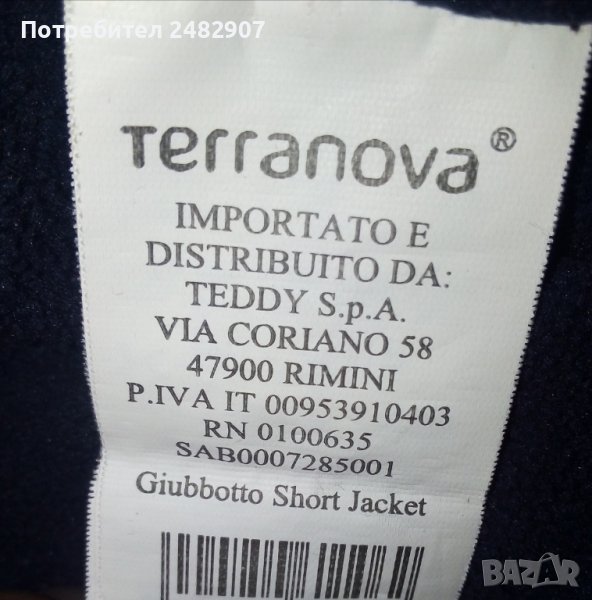 Потребител 2482907
Terranova®
IMPORTATO E
DISTRIBUITO DA:
TEDDY S.p.A.
VIA CORIANO 58
47900 RIMINI
P.IVA IT 00953910403
RN 0100635
SAB0007285001
Giubbotto Short Jacket
BAZAR